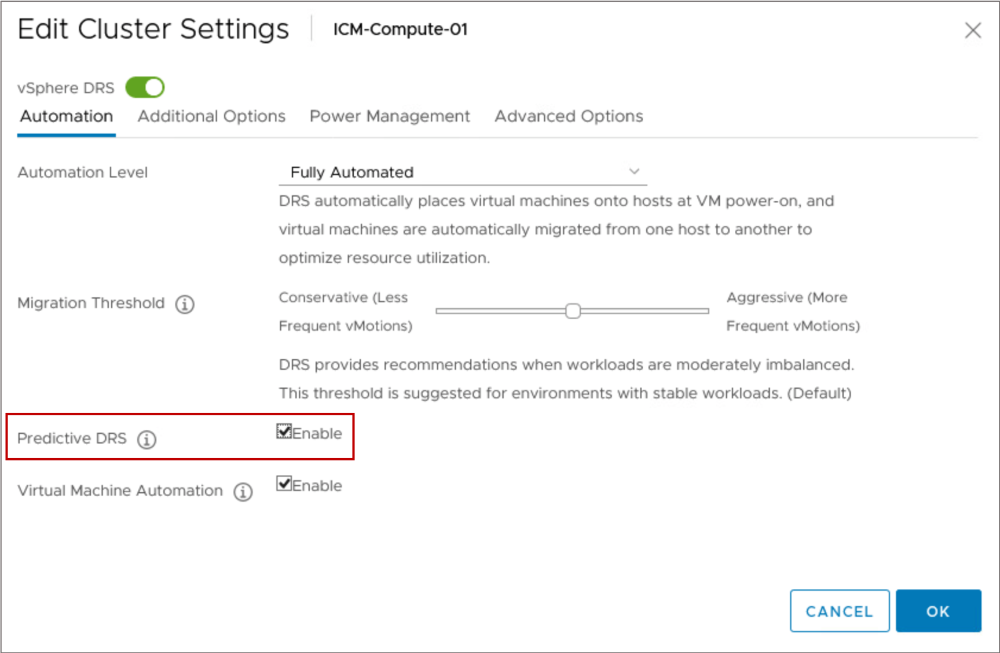 Edit Cluster Settings ICM-Compute-01
vSphere DRS
Automation Additional Options Power Management Advanced Options
Automation Level Fully Automated
DRS automatically places virtual machines onto hosts at VM power-on, and
virtual machines are automatically migrated from one host to another to
optimize resource utilization.
Migration Threshold Conservative (Less
Frequent vMotions)
Aggressive (More
Frequent vMotions)
DRS provides recommendations when workloads are moderately imbalanced.
This threshold is suggested for environments with stable workloads. (Default)
Predictive DRS Enable
Virtual Machine Automation Enable
CANCEL OK